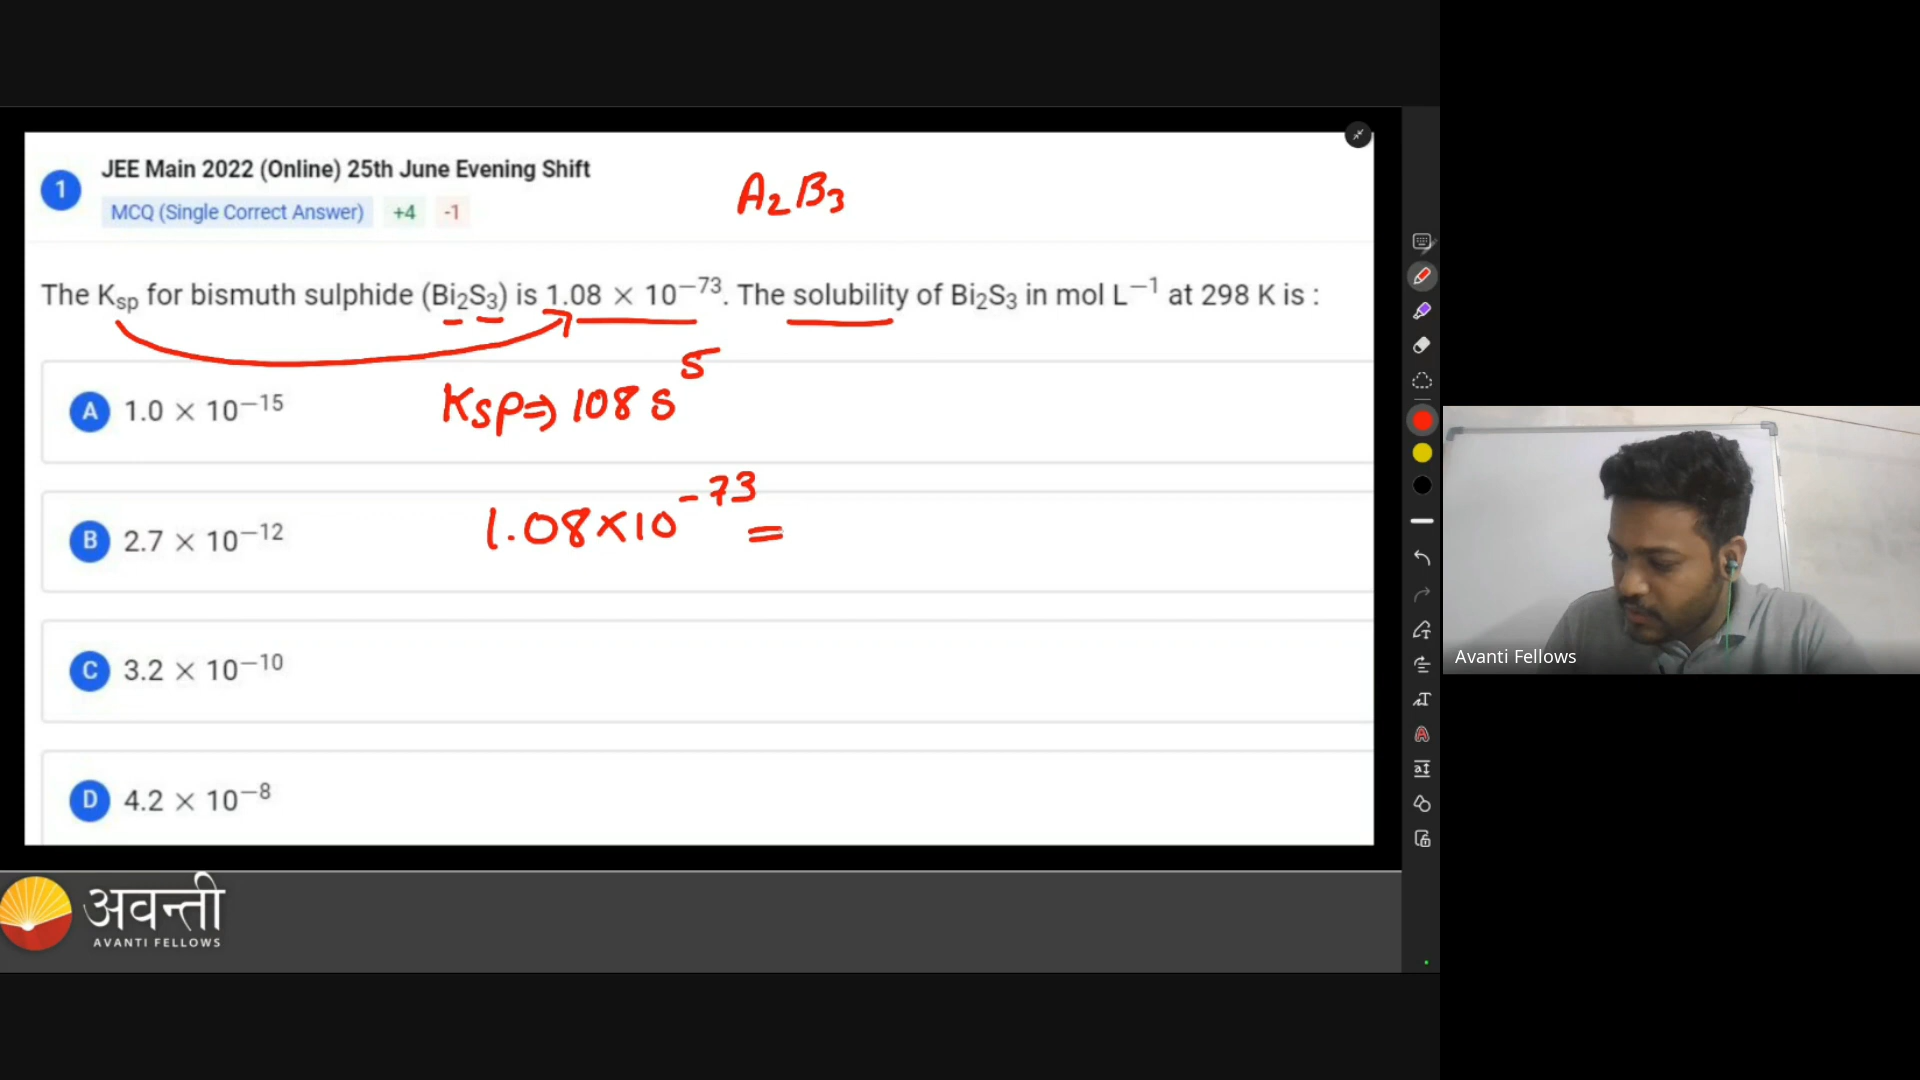 1
JEE Main 2022 (Online) 25th June Evening Shift
MCQ (Single Correct Answer) +4 -1
A₂B₃
The Ksp for bismuth sulphide (Bi₂S₃) is 1.08 × 10⁻⁷³. The solubility of Bi₂S₃ in mol L⁻¹ at 298 K is :
A 1.0 × 10⁻¹⁵
Ksp ⇒ 108 s⁵
B 2.7 × 10⁻¹²
1.08×10⁻⁷³ =
C 3.2 × 10⁻¹⁰
D 4.2 × 10⁻⁸
Avanti Fellows
अवन्ती
AVANTI FELLOWS